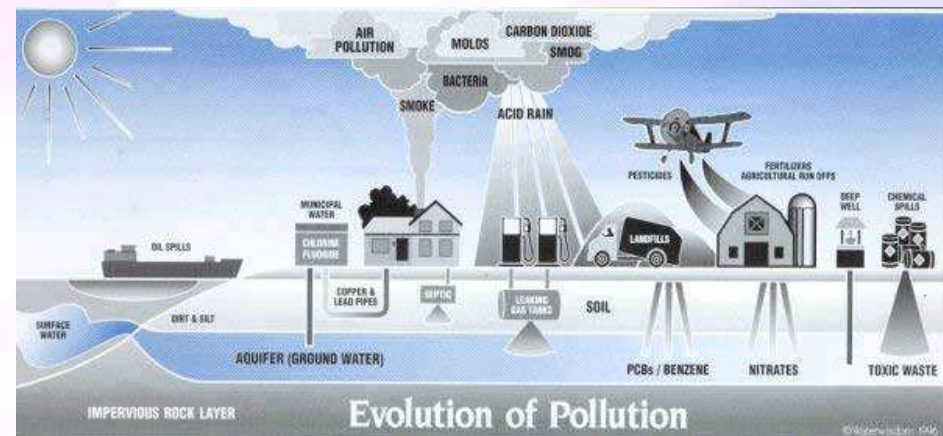 AIR
POLLUTION
MOLDS
CARBON DIOXIDE
SMOG
BACTERIA
SMOKE
ACID RAIN
PESTICIDES
FERTILIZERS
AGRICULTURAL RUN OFFS
DEEP
WELL
CHEMICAL
SPILLS
MUNICIPAL
WATER
CHLORINE
FLUORIDE
OIL SPILLS
LANDFILLS
COPPER &
LEAD PIPES
SEPTIC
LEAKING
GAS TANKS
SOIL
DIRT & SILT
SURFACE
WATER
AQUIFER (GROUND WATER)
PCBs / BENZENE
NITRATES
TOXIC WASTE
IMPERVIOUS ROCK LAYER
Evolution of Pollution
©Waterwisdom 1996